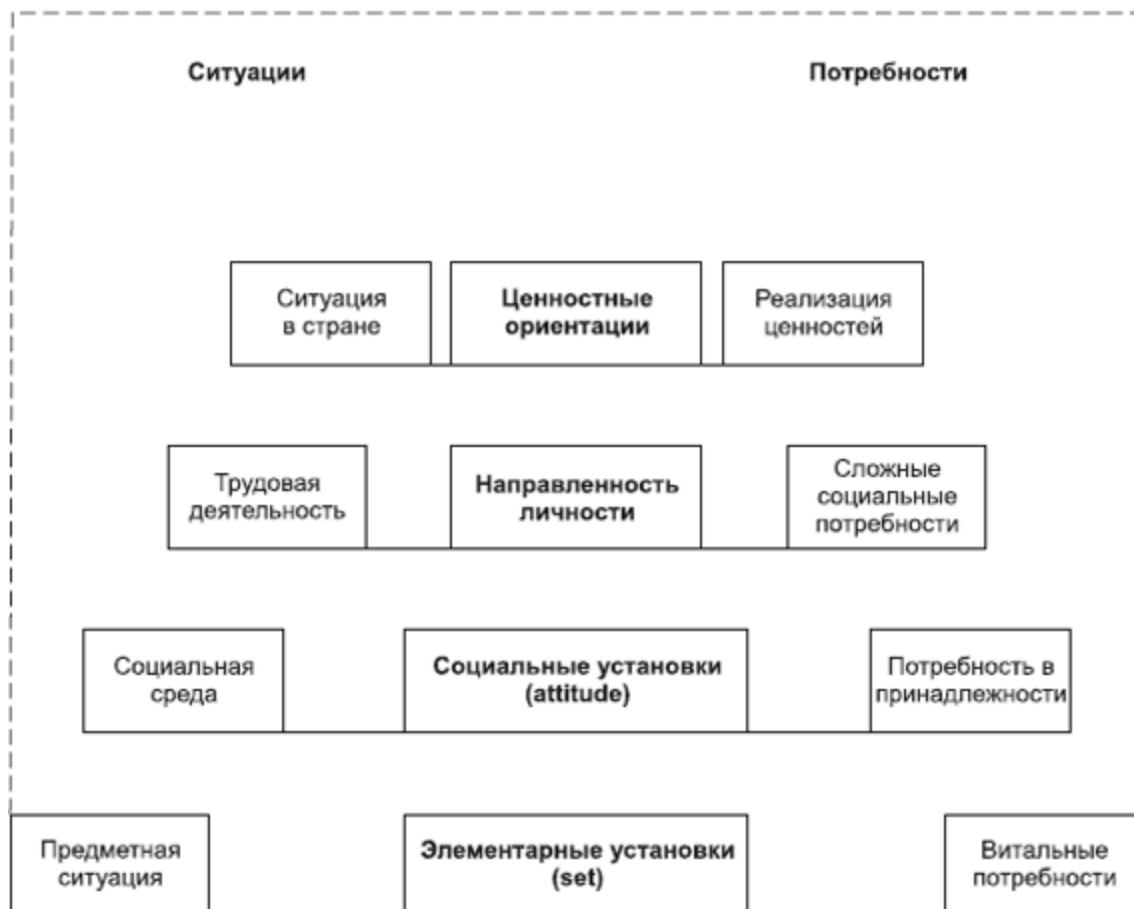 Ситуации
Потребности
Ситуация
в стране
Ценностные
ориентации
Реализация
ценностей
Трудовая
деятельность
Направленность
личности
Сложные
социальные
потребности
Социальная
среда
Социальные установки
(attitude)
Потребность в
принадлежности
Предметная
ситуация
Элементарные установки
(set)
Витальные
потребности